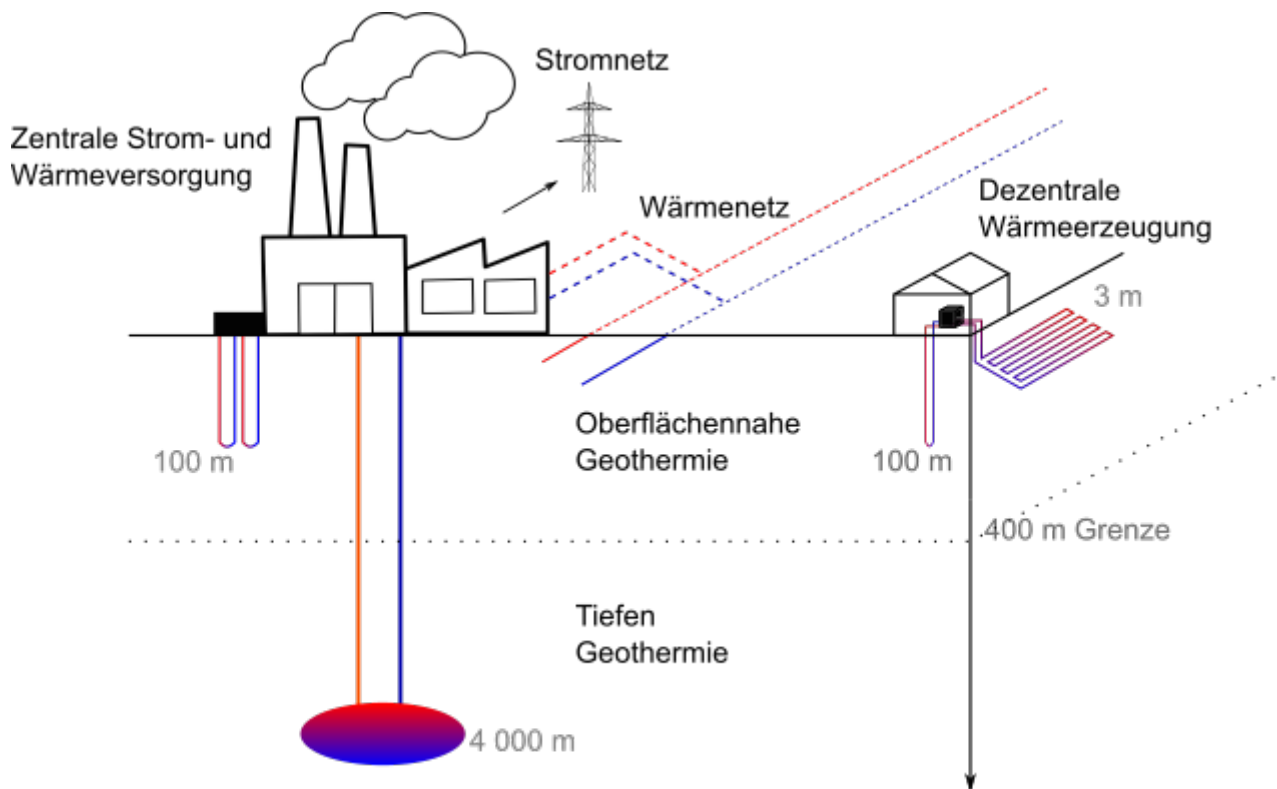 Stromnetz
Zentrale Strom- und
Wärmeversorgung
Wärmenetz
Dezentrale
Wärmeerzeugung
3 m
Oberflächennahe
Geothermie
100 m
100 m
400 m Grenze
Tiefen
Geothermie
4 000 m